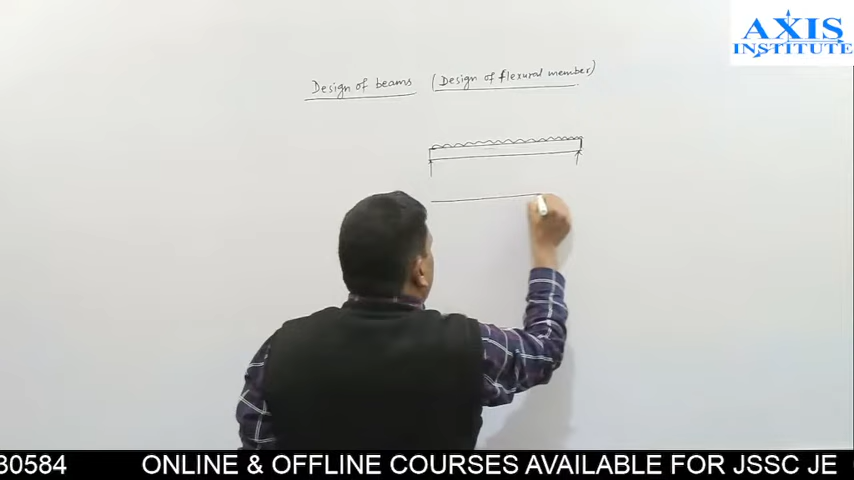 AXIS
INSTITUTE
Design of beams (Design of flexural member)
30584 ONLINE & OFFLINE COURSES AVAILABLE FOR JSSC JE